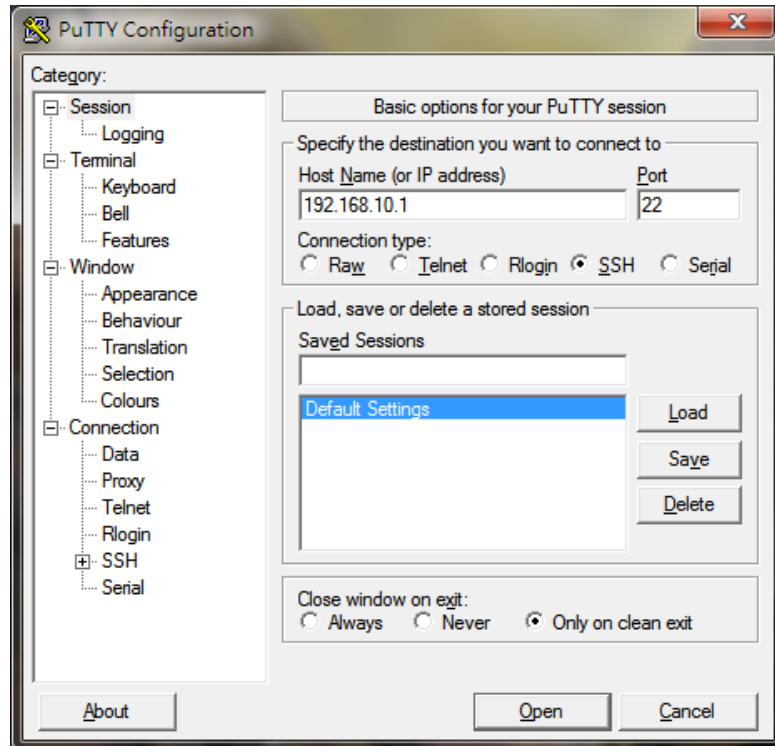 PuTTY Configuration
Category:
Session
Logging
Terminal
Keyboard
Bell
Features
Window
Appearance
Behaviour
Translation
Selection
Colours
Connection
Data
Proxy
Telnet
Rlogin
SSH
Serial
Basic options for your PuTTY session
Specify the destination you want to connect to
Host Name (or IP address) Port
192.168.10.1 22
Connection type:
Raw Telnet Rlogin SSH Serial
Load, save or delete a stored session
Saved Sessions
Default Settings
Load
Save
Delete
Close window on exit:
Always Never Only on clean exit
About Open Cancel